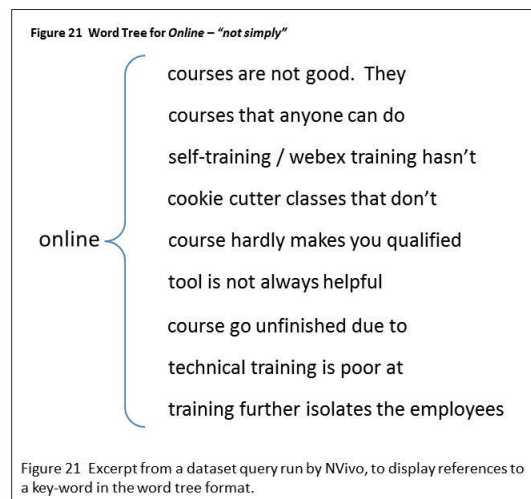 Figure 21  Word Tree for Online – “not simply”
courses are not good.  They
courses that anyone can do
self-training / webex training hasn’t
cookie cutter classes that don’t
online
course hardly makes you qualified
tool is not always helpful
course go unfinished due to
technical training is poor at
training further isolates the employees
Figure 21  Excerpt from a dataset query run by NVivo, to display references to
a key-word in the word tree format.